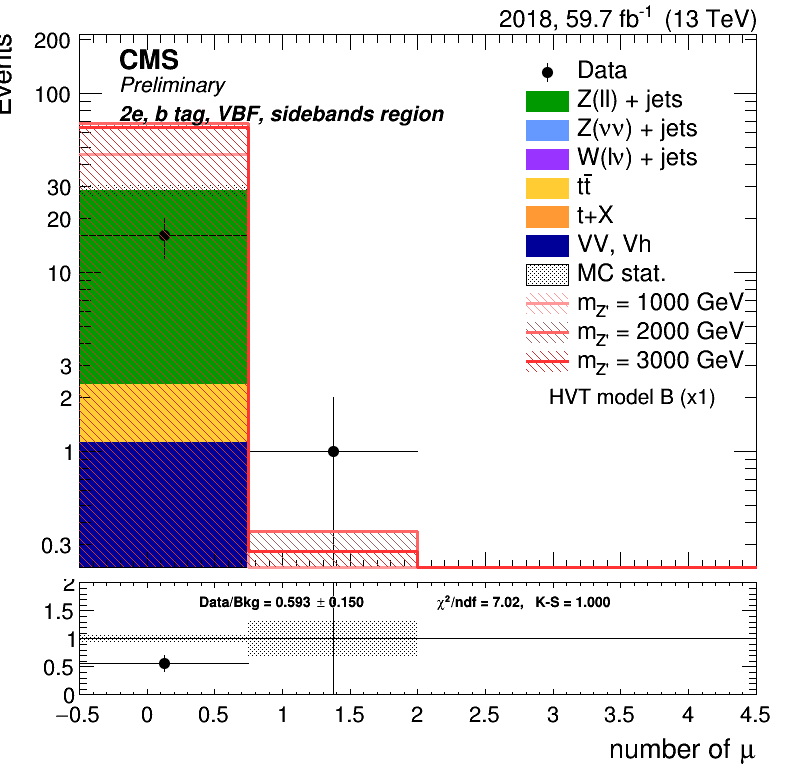 2018, 59.7 fb⁻¹ (13 TeV)
Events
200
100
30
20
10
3
2
1
0.3
CMS
Preliminary
2e, b tag, VBF, sidebands region
Data
Z(ll) + jets
Z(νν) + jets
W(lν) + jets
tt̄
t+X
VV, Vh
MC stat.
m_Z' = 1000 GeV
m_Z' = 2000 GeV
m_Z' = 3000 GeV
HVT model B (x1)
2
1.5
1
0.5
0
Data/Bkg = 0.593 ± 0.150 χ²/ndf = 7.02, K-S = 1.000
−0.5 0 0.5 1 1.5 2 2.5 3 3.5 4 4.5
number of μ